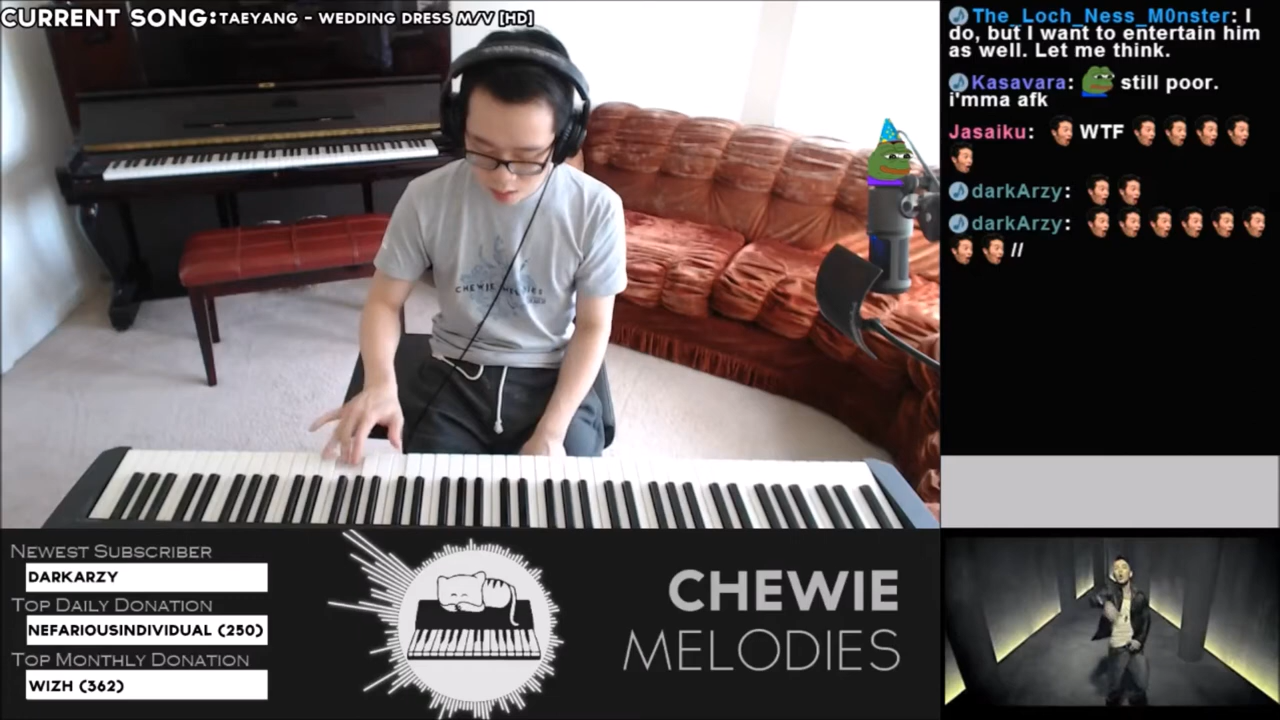 CURRENT SONG: TAEYANG - WEDDING DRESS M/V [HD]
The_Loch_Ness_M0nster: I
do, but I want to entertain him
as well. Let me think.
Kasavara: still poor.
i'mma afk
Jasaiku: WTF
darkArzy:
darkArzy:
//
CHEWIE MELODIES
NEWEST SUBSCRIBER
DARKARZY
TOP DAILY DONATION
NEFARIOUSINDIVIDUAL (250)
TOP MONTHLY DONATION
WIZH (362)
CHEWIE
MELODIES